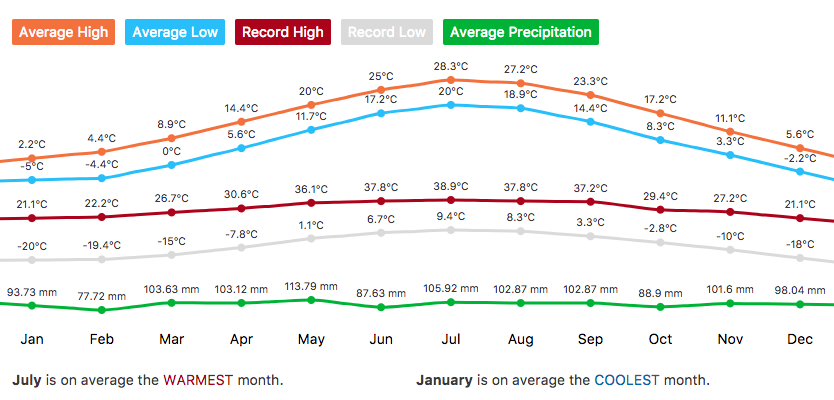 Average High Average Low Record High Record Low Average Precipitation
2.2°C 4.4°C 8.9°C 14.4°C 20°C 25°C 28.3°C 27.2°C 23.3°C 17.2°C 11.1°C 5.6°C
-5°C -4.4°C 0°C 5.6°C 11.7°C 17.2°C 20°C 18.9°C 14.4°C 8.3°C 3.3°C -2.2°C
21.1°C 22.2°C 26.7°C 30.6°C 36.1°C 37.8°C 38.9°C 37.8°C 37.2°C 29.4°C 27.2°C 21.1°C
-20°C -19.4°C -15°C -7.8°C 1.1°C 6.7°C 9.4°C 8.3°C 3.3°C -2.8°C -10°C -18°C
93.73 mm 77.72 mm 103.63 mm 103.12 mm 113.79 mm 87.63 mm 105.92 mm 102.87 mm 102.87 mm 88.9 mm 101.6 mm 98.04 mm
Jan Feb Mar Apr May Jun Jul Aug Sep Oct Nov Dec
July is on average the WARMEST month. January is on average the COOLEST month.